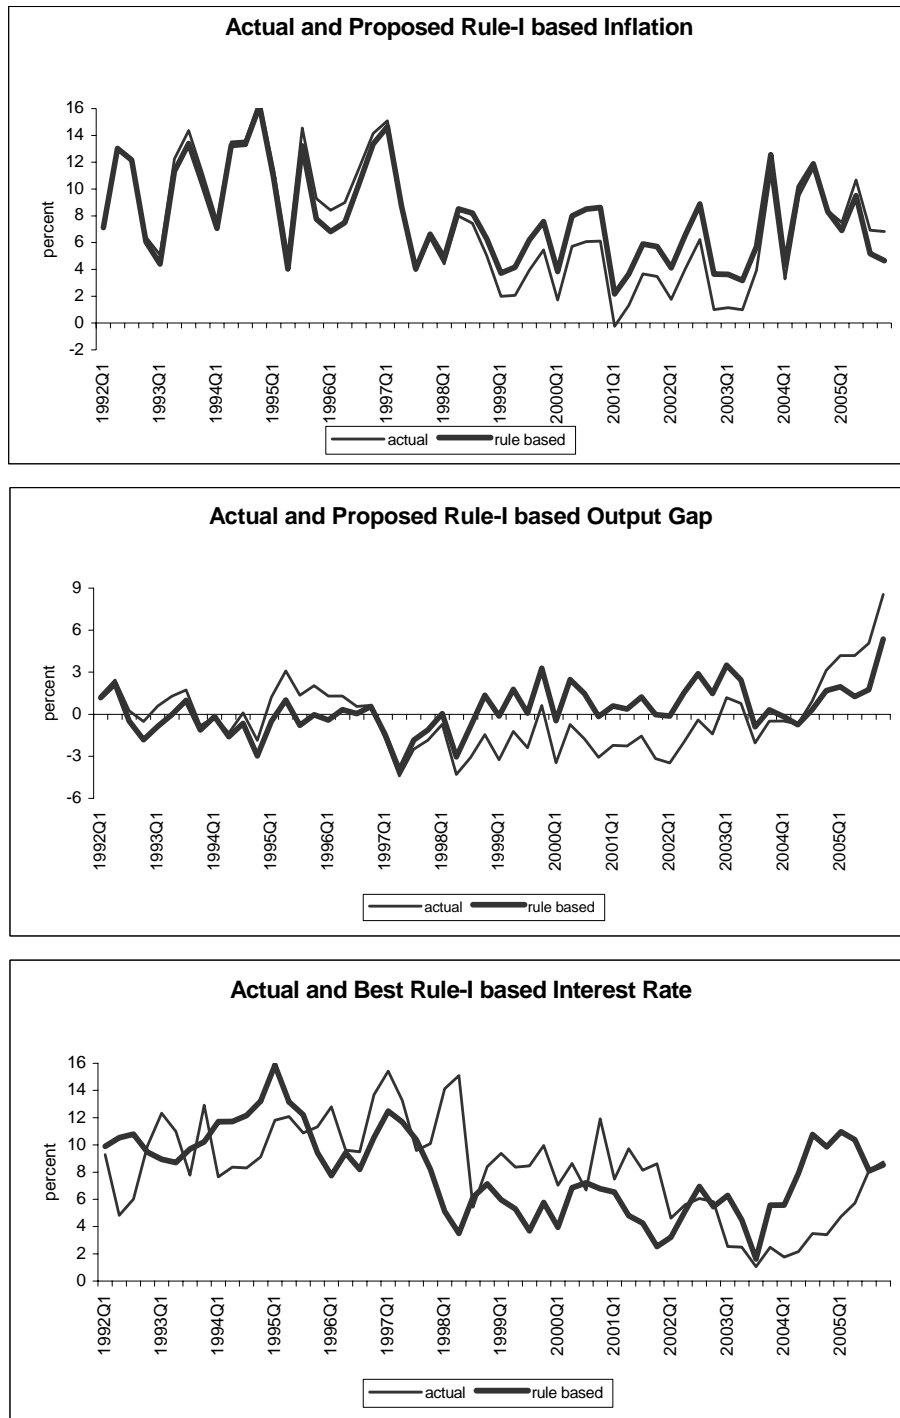 Actual and Proposed Rule-I based Inflation
16
14
12
10
8
6
4
2
0
-2
percent
1992Q1
1993Q1
1994Q1
1995Q1
1996Q1
1997Q1
1998Q1
1999Q1
2000Q1
2001Q1
2002Q1
2003Q1
2004Q1
2005Q1
actual rule based
Actual and Proposed Rule-I based Output Gap
9
6
3
0
-3
-6
percent
1992Q1
1993Q1
1994Q1
1995Q1
1996Q1
1997Q1
1998Q1
1999Q1
2000Q1
2001Q1
2002Q1
2003Q1
2004Q1
2005Q1
actual rule based
Actual and Best Rule-I based Interest Rate
16
14
12
10
8
6
4
2
0
percent
1992Q1
1993Q1
1994Q1
1995Q1
1996Q1
1997Q1
1998Q1
1999Q1
2000Q1
2001Q1
2002Q1
2003Q1
2004Q1
2005Q1
actual rule based